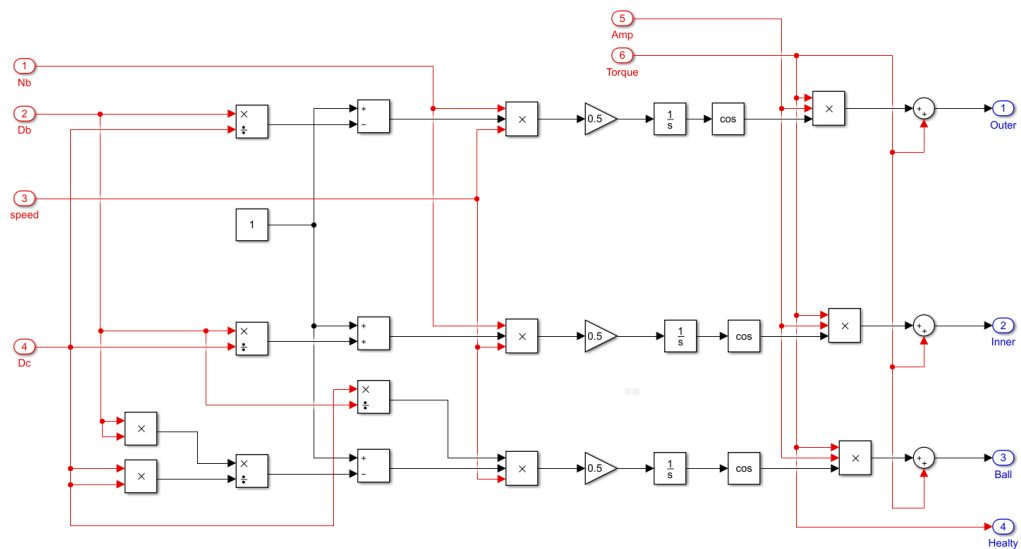 5
Amp
6
Torque
1
Nb
2
Db
×
÷
+
−
×
0.5
1
s
cos
×
+
+
1
Outer
3
speed
1
4
Dc
×
÷
+
+
×
0.5
1
s
cos
×
+
+
2
Inner
×
÷
×
×
×
÷
+
−
×
0.5
1
s
cos
×
+
+
3
Ball
4
Healty